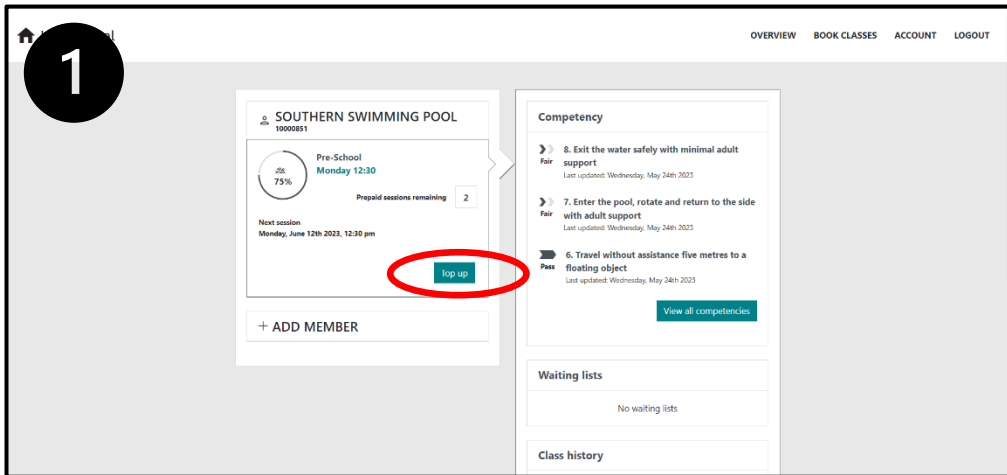 1
OVERVIEW BOOK CLASSES ACCOUNT LOGOUT
SOUTHERN SWIMMING POOL
10000851
Pre-School
Monday 12:30
75%
Prepaid sessions remaining 2
Next session
Monday, June 12th 2023, 12:30 pm
Top up
+ ADD MEMBER
Competency
8. Exit the water safely with minimal adult
Fair support
Last updated: Wednesday, May 24th 2023
7. Enter the pool, rotate and return to the side
Fair with adult support
Last updated: Wednesday, May 24th 2023
6. Travel without assistance five metres to a
Pass floating object
Last updated: Wednesday, May 24th 2023
View all competencies
Waiting lists
No waiting lists
Class history